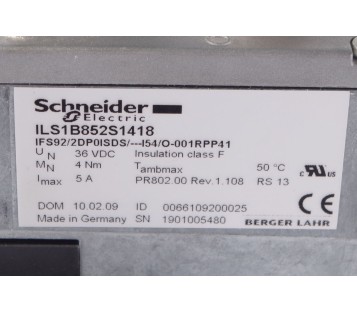 Schneider
Electric
ILS1B852S1418
IFS92/2DP0ISDS/---I54/O-001RPP41
UN 36 VDC Insulation class F
MN 4 Nm Tambmax 50 °C
Imax 5 A PR802.00 Rev.1.108 RS 13
c RU US
DOM 10.02.09 ID 0066109200025
Made in Germany SN 1901005480
BERGER LAHR